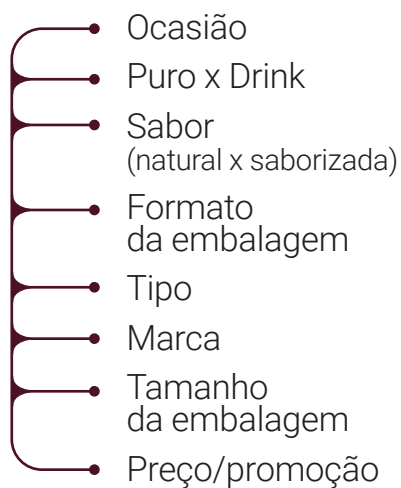 Ocasião
Puro x Drink
Sabor
(natural x saborizada)
Formato
da embalagem
Tipo
Marca
Tamanho
da embalagem
Preço/promoção